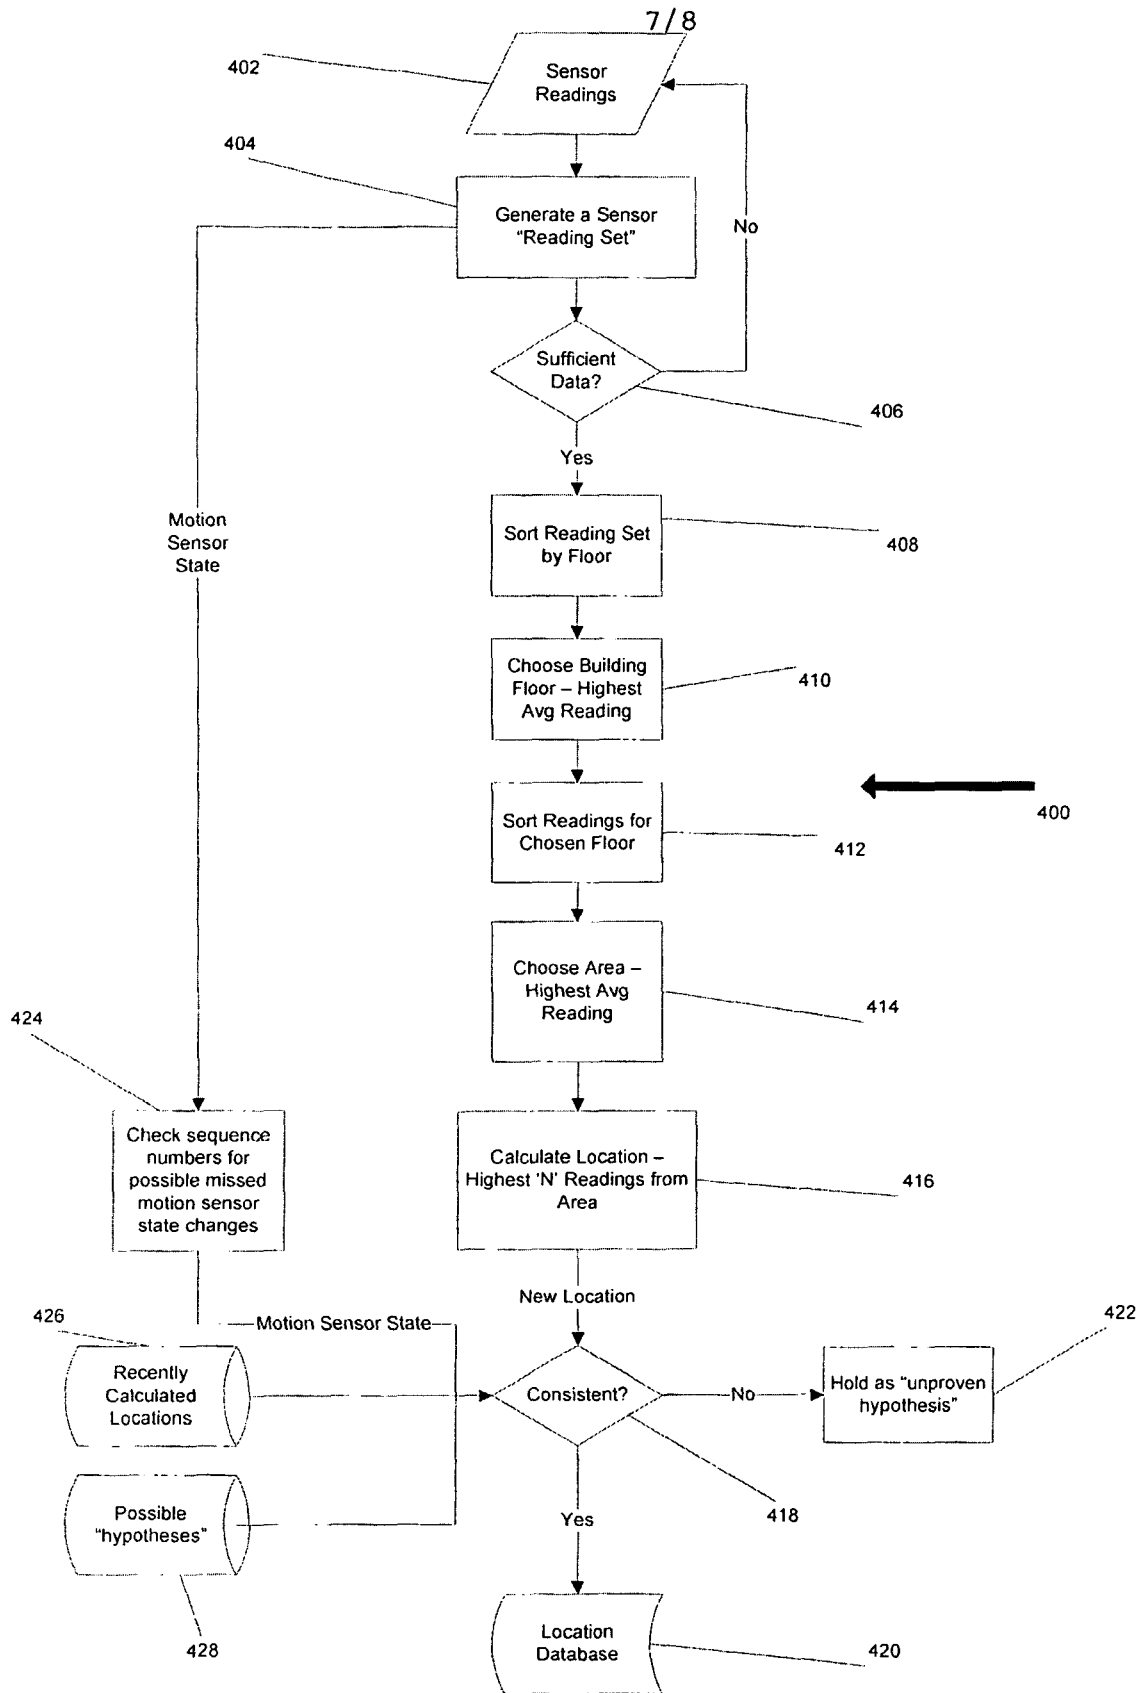 7/8
402
Sensor
Readings
404
Generate a Sensor
"Reading Set"
No
Sufficient
Data?
406
Yes
Motion
Sensor
State
Sort Reading Set
by Floor
408
Choose Building
Floor – Highest
Avg Reading
410
Sort Readings for
Chosen Floor
412
400
Choose Area –
Highest Avg
Reading
414
424
Check sequence
numbers for
possible missed
motion sensor
state changes
Calculate Location –
Highest 'N' Readings from
Area
416
New Location
426
Motion Sensor State
422
Recently
Calculated
Locations
Consistent?
No
Hold as "unproven
hypothesis"
418
Possible
"hypotheses"
Yes
428
Location
Database
420